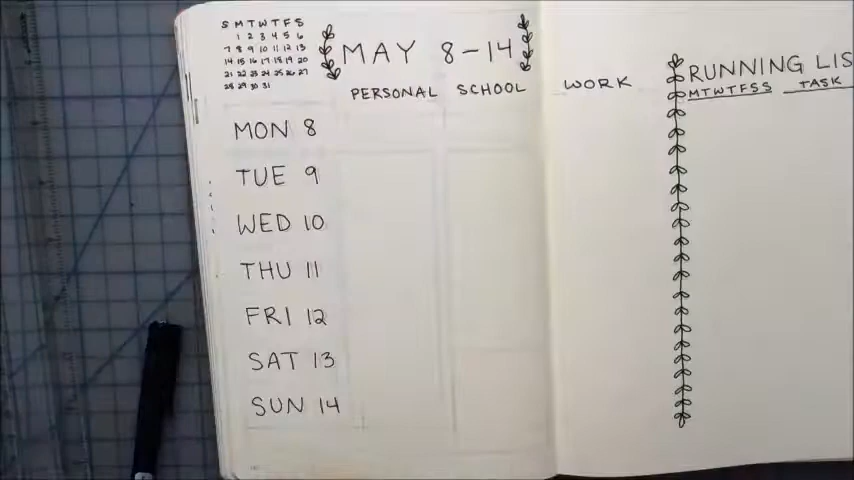 S M T W T F S
1 2 3 4 5 6
7 8 9 10 11 12 13
14 15 16 17 18 19 20
21 22 23 24 25 26 27
28 29 30 31
MAY 8-14
PERSONAL SCHOOL WORK
MON 8
TUE 9
WED 10
THU 11
FRI 12
SAT 13
SUN 14
RUNNING LIS
MTWTFSS TASK